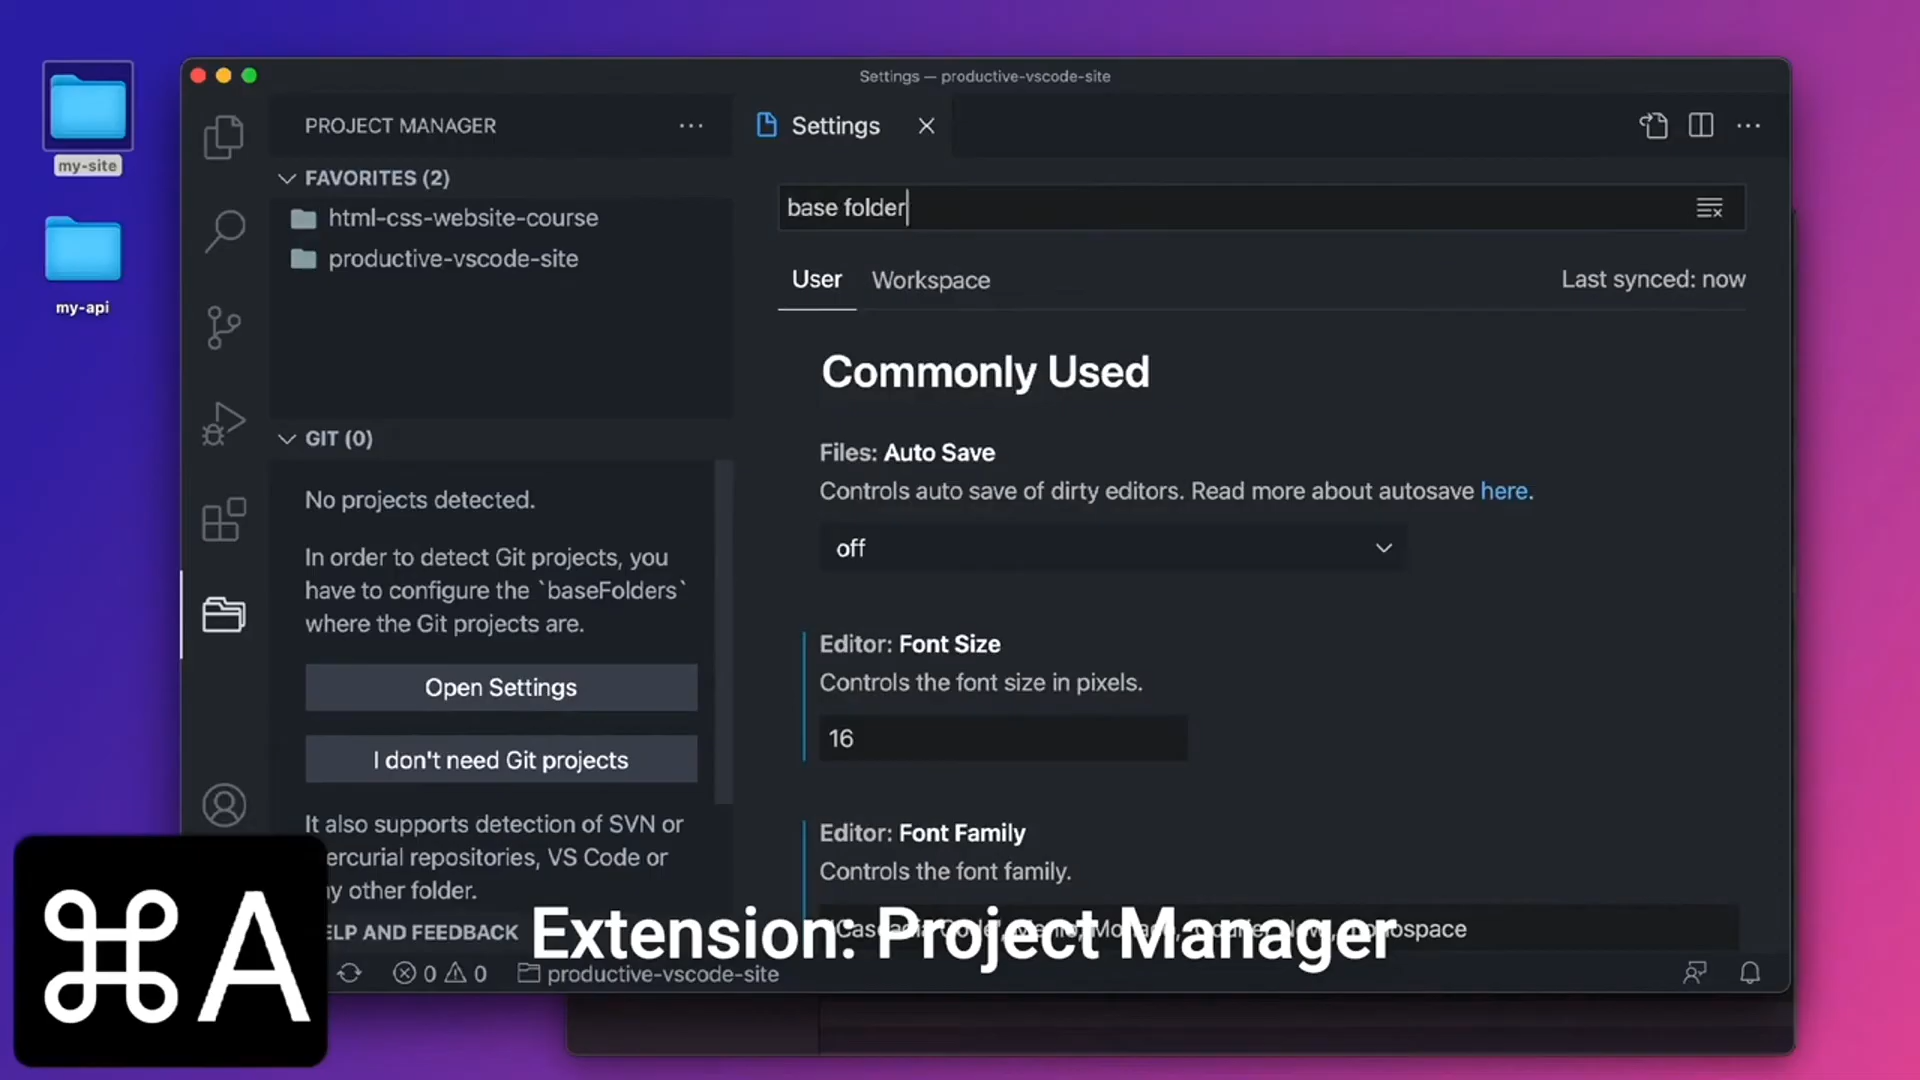 my-site
my-api
Settings — productive-vscode-site
PROJECT MANAGER
FAVORITES (2)
html-css-website-course
productive-vscode-site
GIT (0)
No projects detected.
In order to detect Git projects, you
have to configure the `baseFolders`
where the Git projects are.
Open Settings
I don't need Git projects
It also supports detection of SVN or
ercurial repositories, VS Code or
ny other folder.
ELP AND FEEDBACK
Settings
base folder
User Workspace Last synced: now
Commonly Used
Files: Auto Save
Controls auto save of dirty editors. Read more about autosave here.
off
Editor: Font Size
Controls the font size in pixels.
16
Editor: Font Family
Controls the font family.
Extension: Project Manager
0 0 productive-vscode-site
⌘A